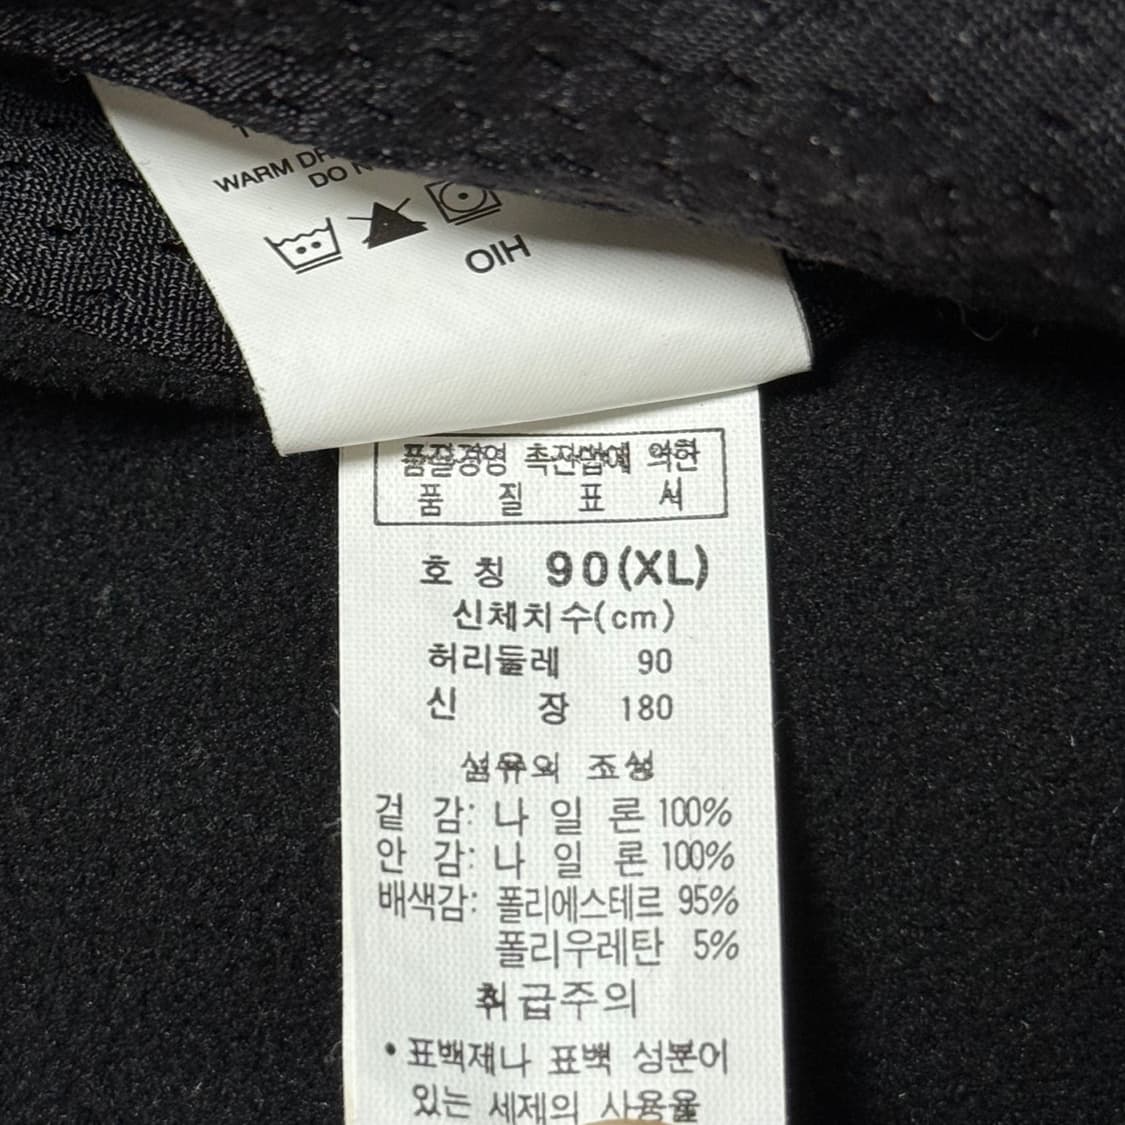 WARM
DO
OIH
품질경영 촉진법에 의한
품 질 표 서
호 칭 90(XL)
신체치수(cm)
허리둘레 90
신 장 180
섬유의 조성
겉 감: 나 일 론 100%
안 감: 나 일 론 100%
배색감: 폴리에스테르 95%
폴리우레탄 5%
취급주의
• 표백제나 표백 성분이
있는 세제의 사용을